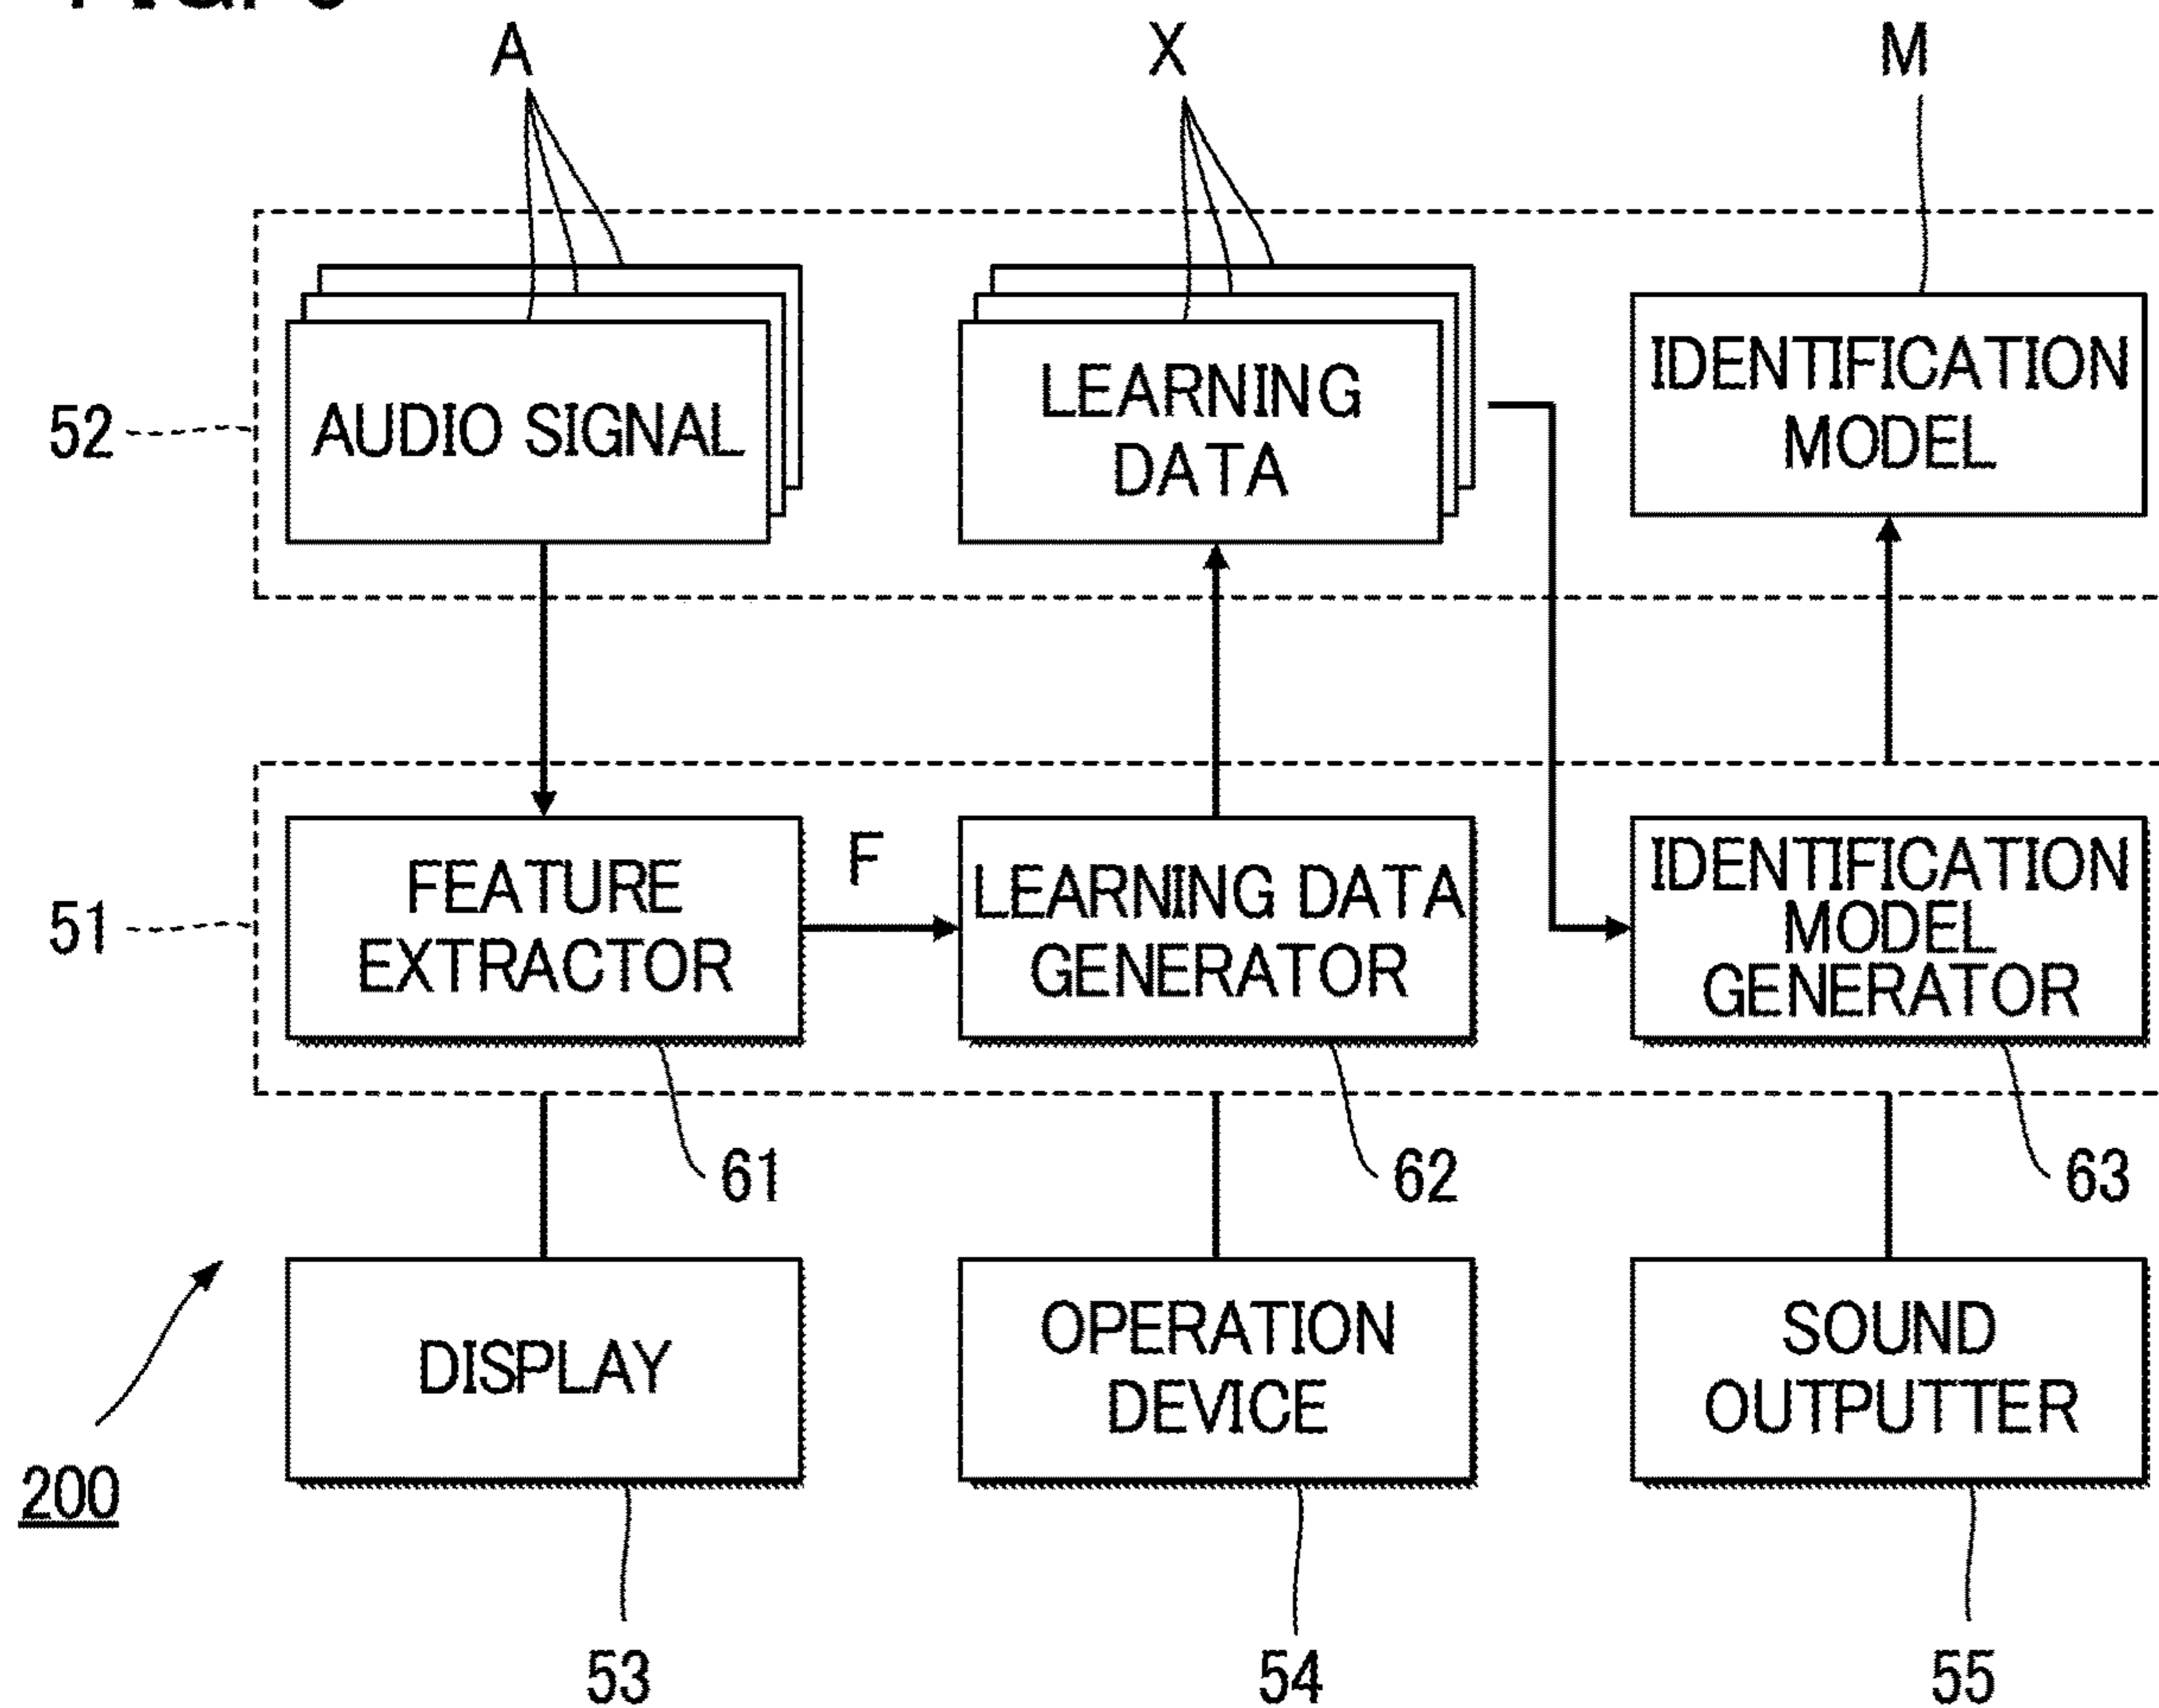 A X M
52
AUDIO SIGNAL
LEARNING
DATA
IDENTIFICATION
MODEL
51
FEATURE
EXTRACTOR
F
LEARNING DATA
GENERATOR
IDENTIFICATION
MODEL
GENERATOR
61 62 63
200
DISPLAY
OPERATION
DEVICE
SOUND
OUTPUTTER
53 54 55